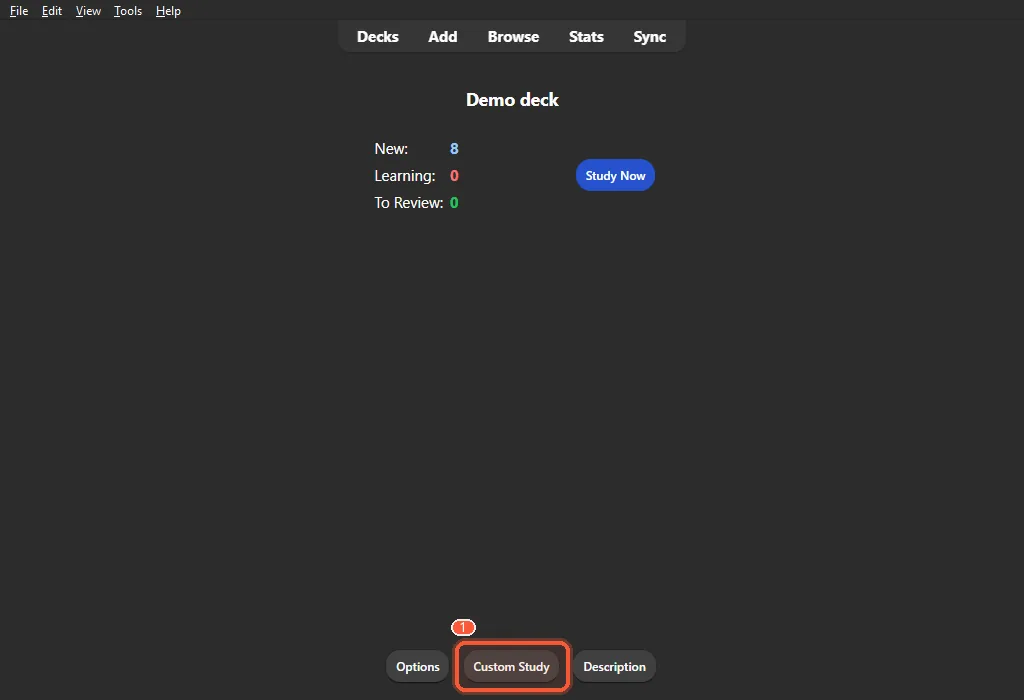 File Edit View Tools Help
Decks Add Browse Stats Sync
Demo deck
New: 8
Learning: 0
Study Now
To Review: 0
1
Options Custom Study Description